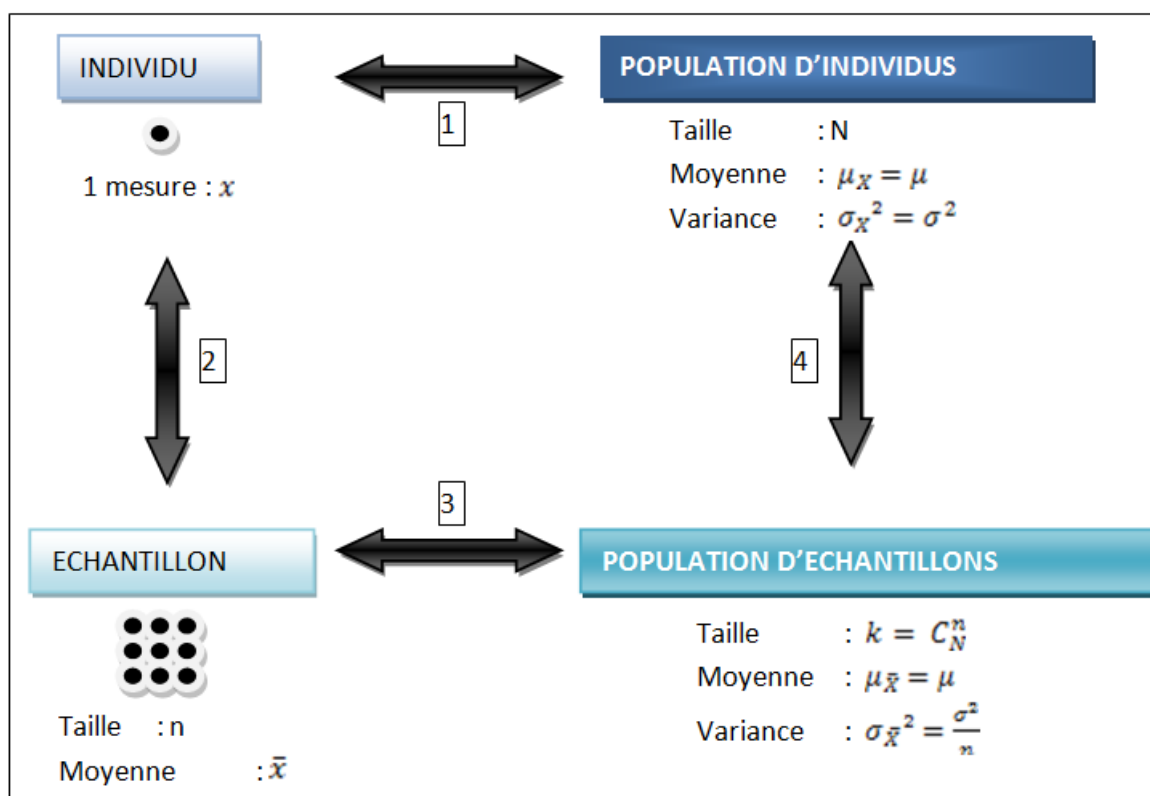 INDIVIDU
POPULATION D'INDIVIDUS
1
1 mesure : x
Taille : N
Moyenne : μ_X = μ
Variance : σ_X² = σ²
2
4
3
ECHANTILLON
POPULATION D'ECHANTILLONS
Taille : n
Moyenne : x̄
Taille : k = C_N^n
Moyenne : μ_X̄ = μ
Variance : σ_X̄² = σ²/n